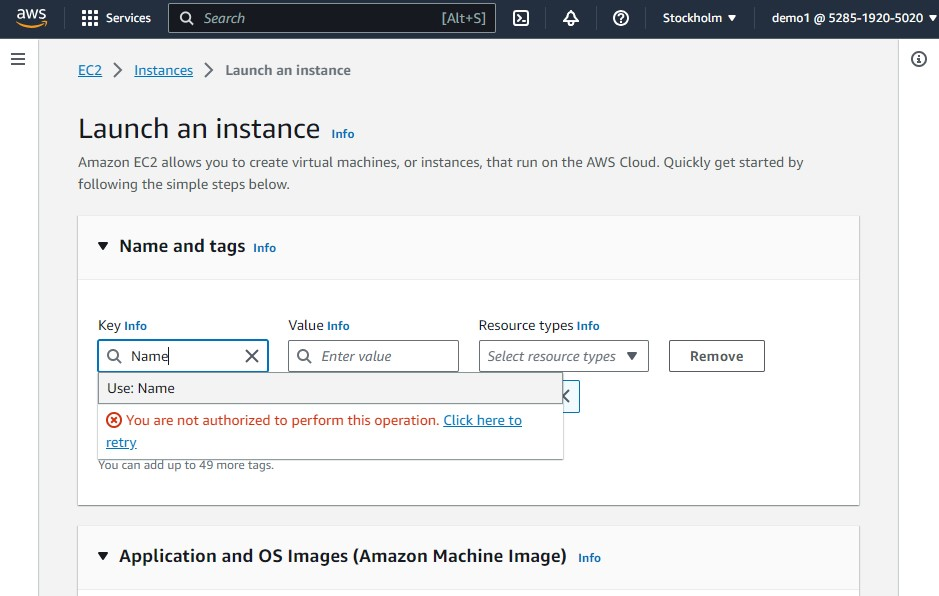 aws
Services
Search
[Alt+S]
Stockholm
demo1 @ 5285-1920-5020
EC2
Instances
Launch an instance
Launch an instance Info
Amazon EC2 allows you to create virtual machines, or instances, that run on the AWS Cloud. Quickly get started by
following the simple steps below.
Name and tags Info
Key Info
Value Info
Resource types Info
Name
Enter value
Select resource types
Remove
Use: Name
You are not authorized to perform this operation. Click here to
retry
You can add up to 49 more tags.
Application and OS Images (Amazon Machine Image) Info